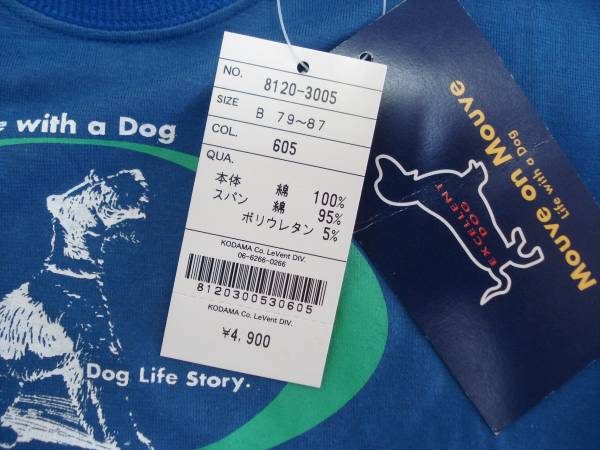 e with a Dog
Dog Life Story.
NO. 8120-3005
SIZE B 79~87
COL. 605
QUA.
本体 綿 100%
スパン 綿 95%
ポリウレタン 5%
KODAMA Co. LeVent DIV.
06-6266-0266
8120300530605
KODAMA Co. LeVent DIV.
¥4,900
Mouve on Mouve
Life with a Dog
EXCELLENT
DOG